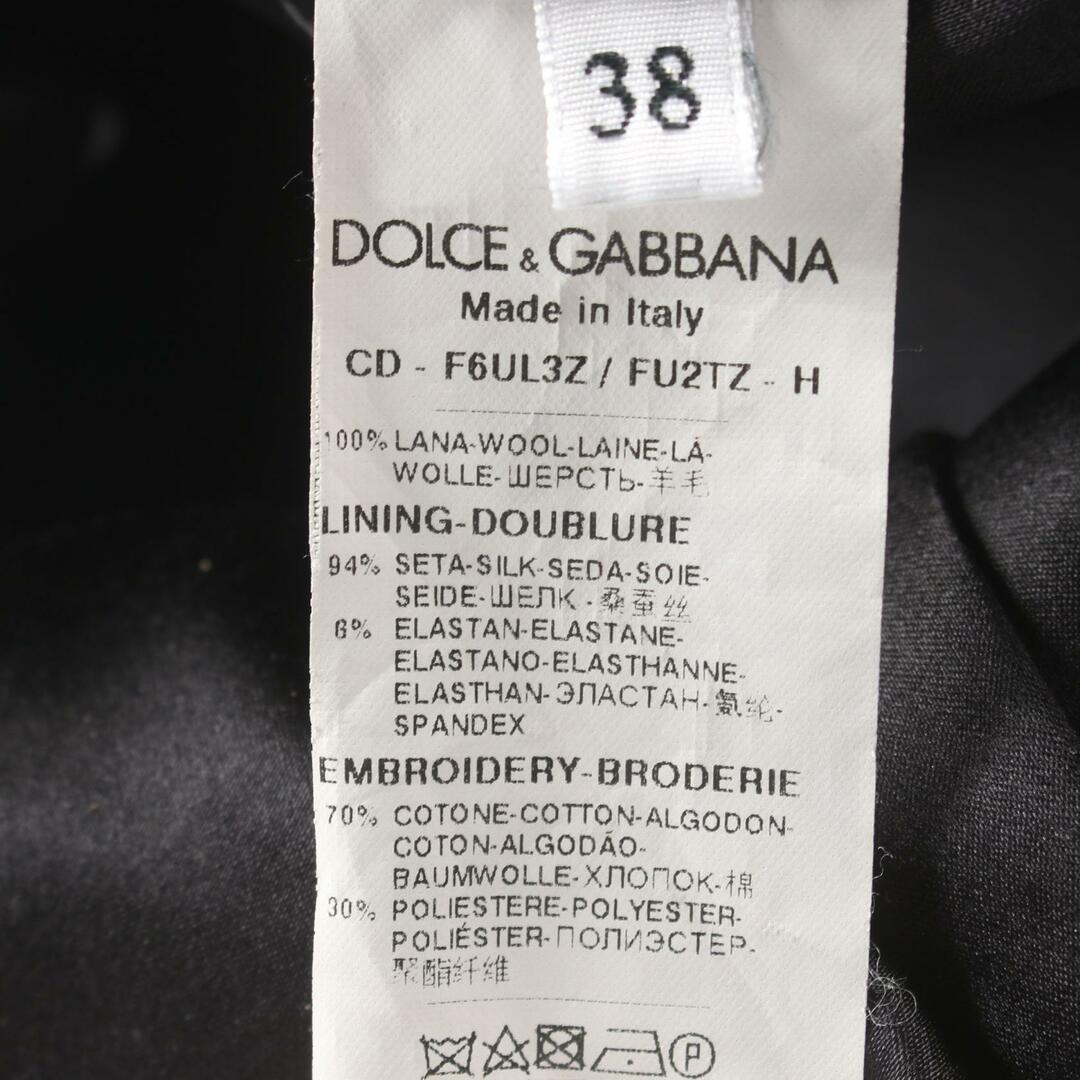 38
DOLCE & GABBANA
Made in Italy
CD - F6UL3Z / FU2TZ - H
100% LANA-WOOL-LAINE-LÃ-
WOLLE-ШЕРСТЬ-羊毛
LINING-DOUBLURE
94% SETA-SILK-SEDA-SOIE-
SEIDE-ШЕЛК-桑蚕丝
6% ELASTAN-ELASTANE-
ELASTANO-ELASTHANNE-
ELASTHAN-ЭЛАСТАН-氨纶-
SPANDEX
EMBROIDERY-BRODERIE
70% COTONE-COTTON-ALGODON-
COTON-ALGODÃO-
BAUMWOLLE-ХЛОПОК-棉
30% POLIESTERE-POLYESTER-
POLIÉSTER-ПОЛИЭСТЕР-
聚酯纤维
P